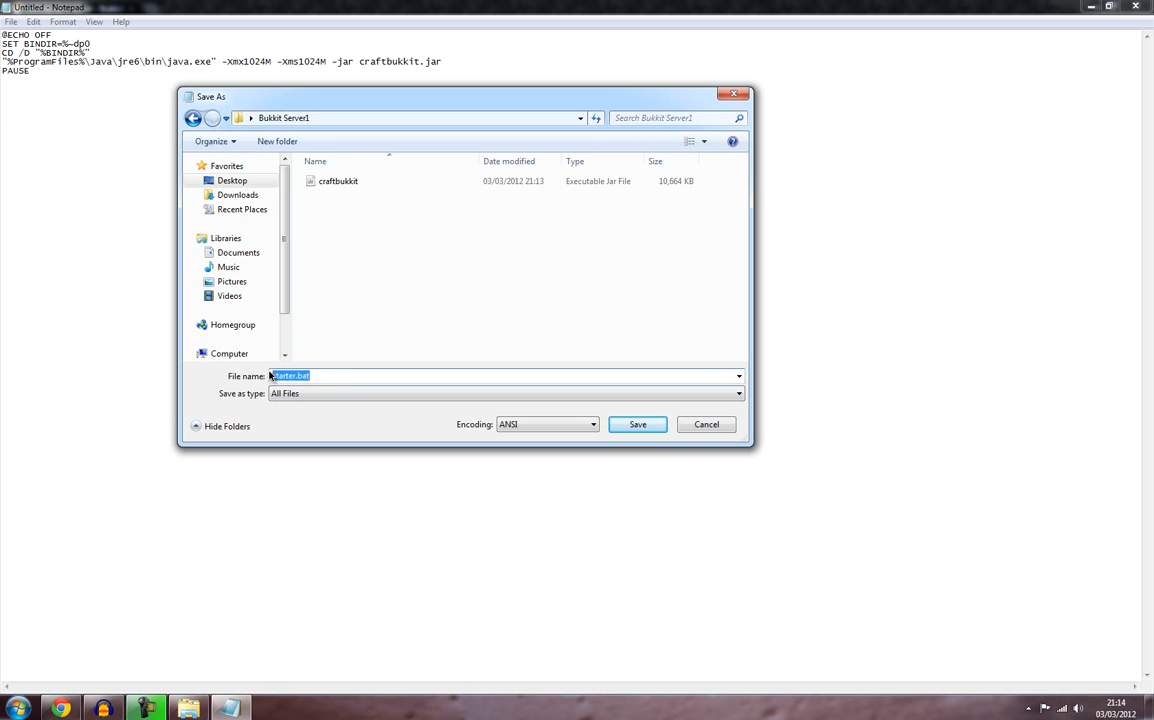 Untitled - Notepad
File Edit Format View Help
@ECHO OFF
SET BINDIR=%~dp0
CD /D "%BINDIR%"
"%ProgramFiles%\Java\jre6\bin\java.exe" -Xmx1024M -Xms1024M -jar craftbukkit.jar
PAUSE
Save As
Bukkit Server1
Search Bukkit Server1
Organize
New folder
Name
Date modified
Type
Size
Favorites
craftbukkit
03/03/2012 21:13
Executable Jar File
10,664 KB
Desktop
Downloads
Recent Places
Libraries
Documents
Music
Pictures
Videos
Homegroup
Computer
File name:
starter.bat
Save as type:
All Files
Hide Folders
Encoding:
ANSI
Save
Cancel
21:14
03/03/2012